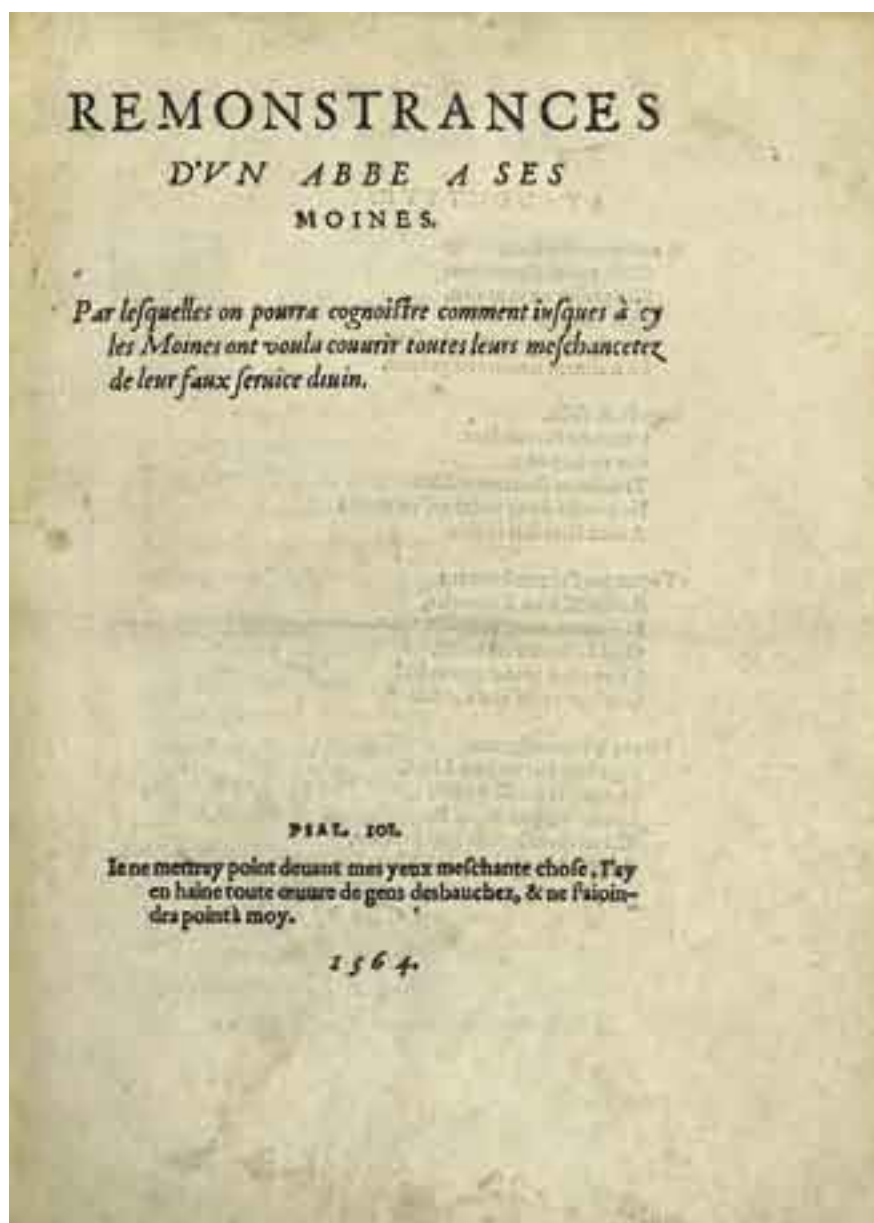 REMONSTRANCES
D'VN ABBE A SES
MOINES.
Par leſquelles on pourra cognoiſtre comment iuſques à cy
les Moines ont voulu couurir toutes leurs meſchancetez
de leur faux ſeruice diuin.
PSAL. 101.
Ie ne mettray point deuant mes yeux meſchante choſe. I'ay
en haine toute œuure de gens desbauchez, & ne s'aioin-
dra point à moy.
1564.